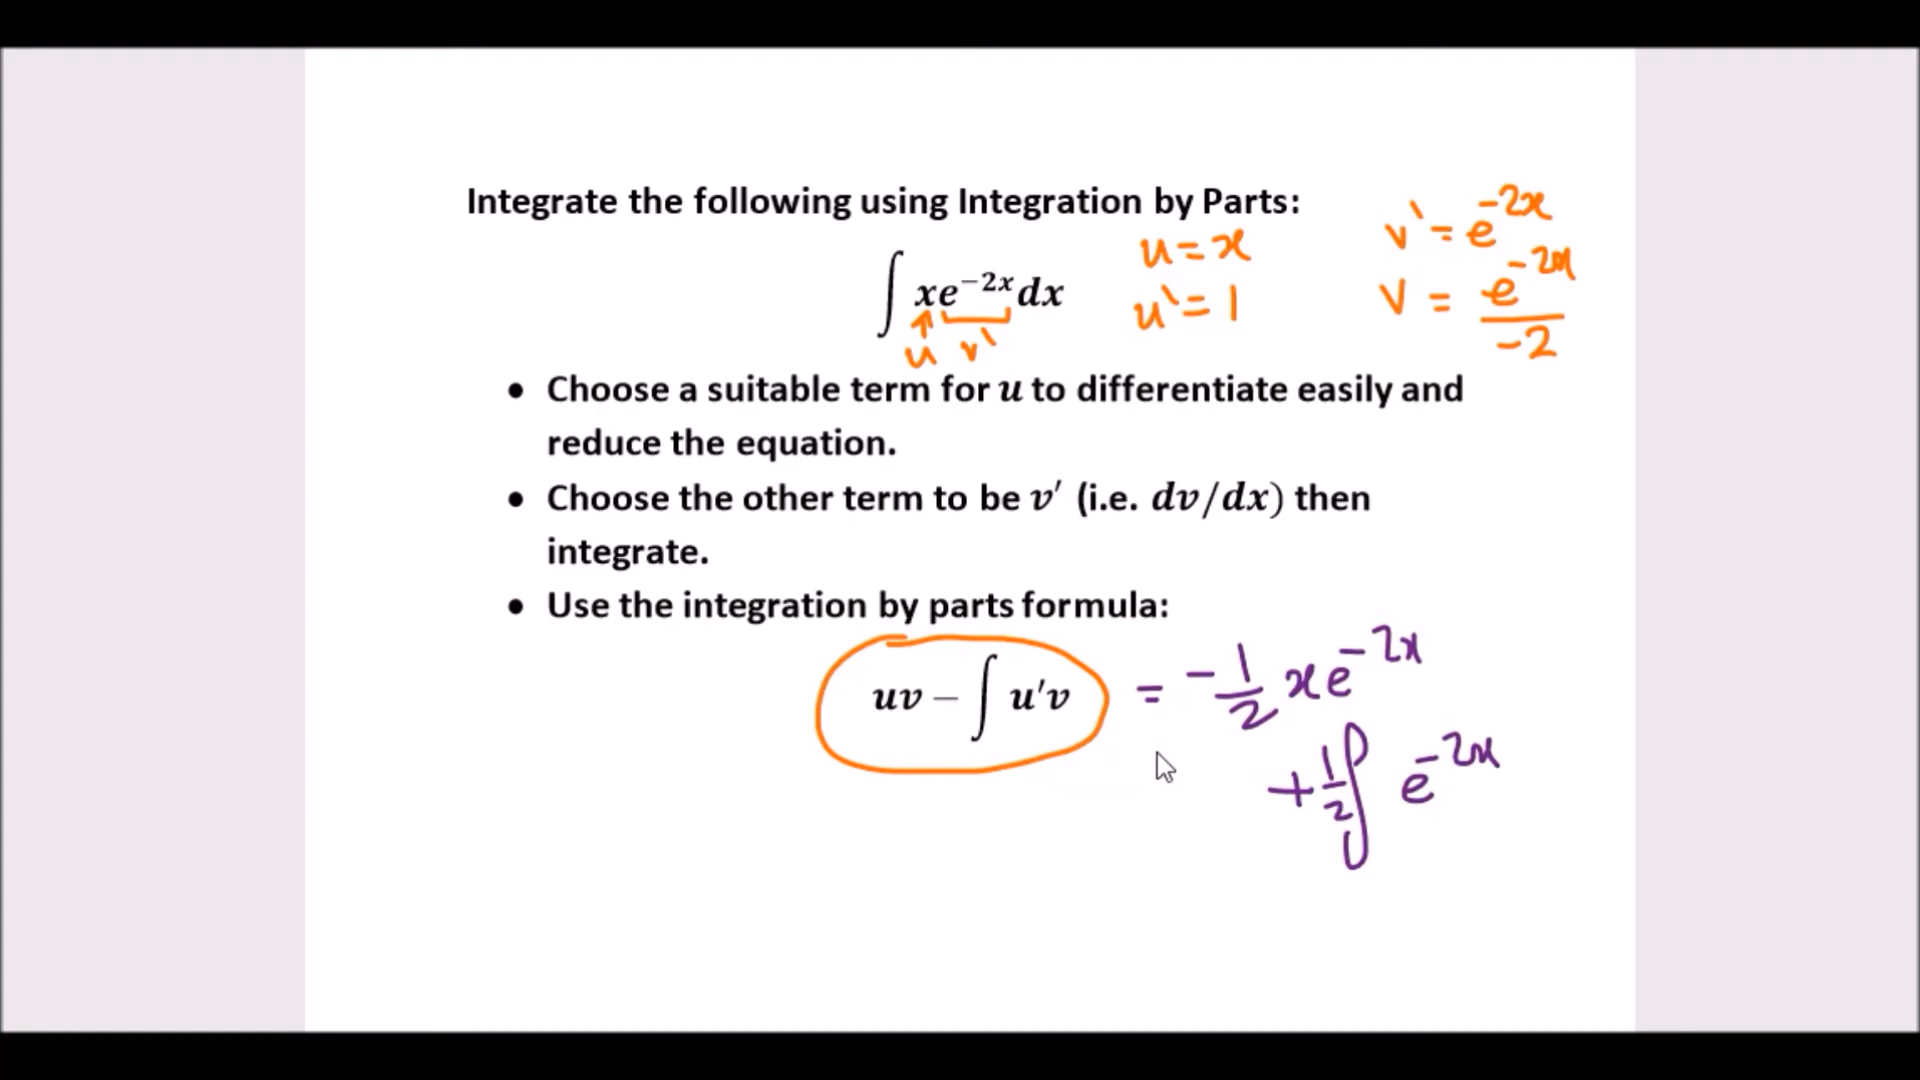 Integrate the following using Integration by Parts:
v' = e^-2x
u = x
∫ xe^−2x dx
u' = 1
v = e^-2x / -2
u v'
• Choose a suitable term for u to differentiate easily and
reduce the equation.
• Choose the other term to be v′ (i.e. dv/dx) then
integrate.
• Use the integration by parts formula:
uv − ∫ u′v = - 1/2 xe^-2x
+ 1/2 ∫ e^-2x